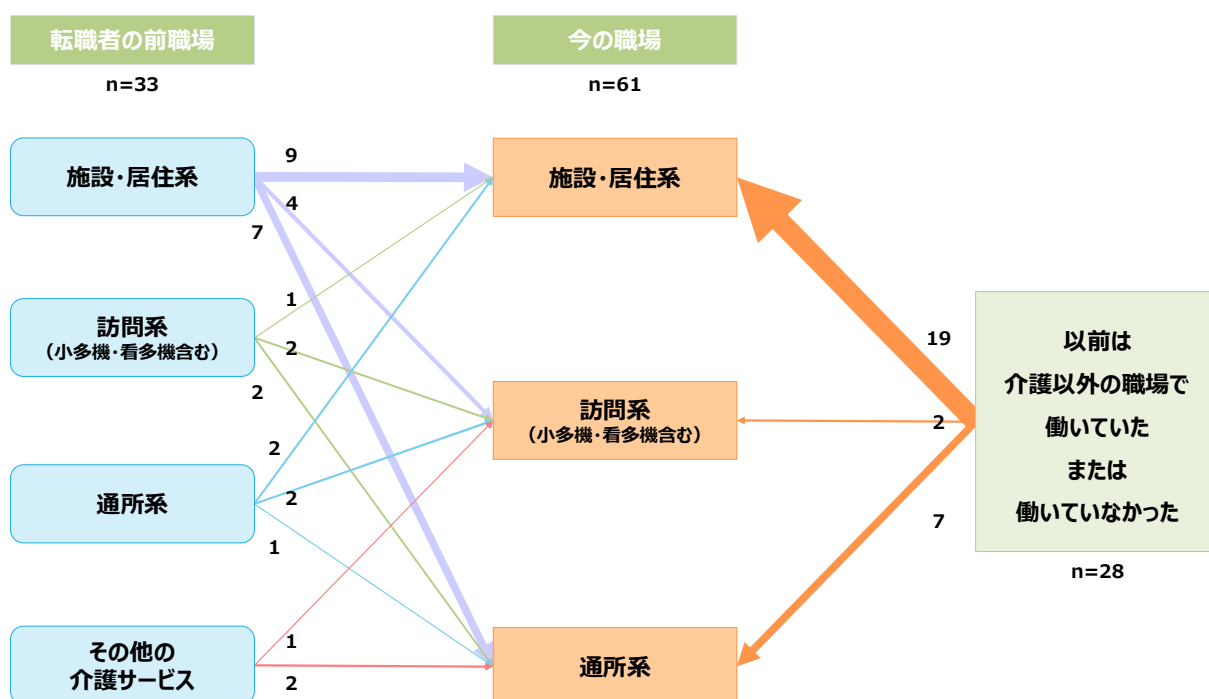 転職者の前職場
今の職場
n=33
n=61
施設・居住系
9
4
7
施設・居住系
訪問系
(小多機・看多機含む)
1
2
2
訪問系
(小多機・看多機含む)
通所系
2
2
1
その他の
介護サービス
1
2
通所系
19
2
7
以前は
介護以外の職場で
働いていた
または
働いていなかった
n=28